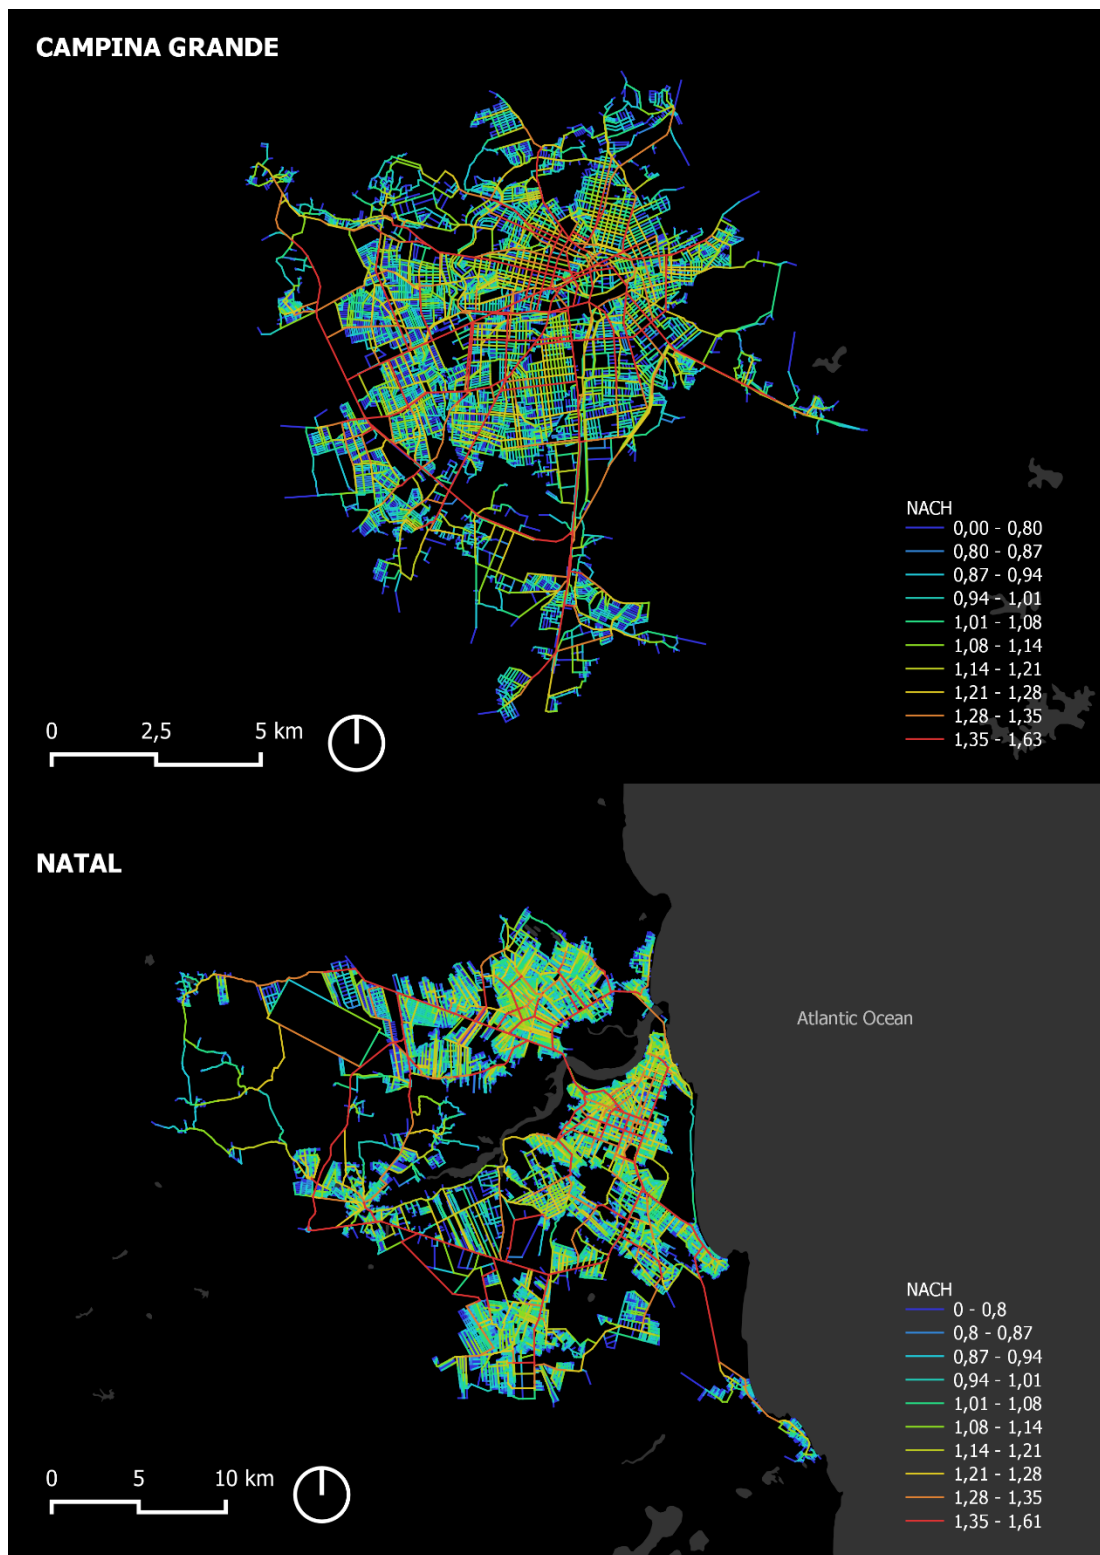 CAMPINA GRANDE
NACH
0,00 - 0,80
0,80 - 0,87
0,87 - 0,94
0,94 - 1,01
1,01 - 1,08
1,08 - 1,14
1,14 - 1,21
1,21 - 1,28
1,28 - 1,35
1,35 - 1,63
0 2,5 5 km
NATAL
Atlantic Ocean
NACH
0 - 0,8
0,8 - 0,87
0,87 - 0,94
0,94 - 1,01
1,01 - 1,08
1,08 - 1,14
1,14 - 1,21
1,21 - 1,28
1,28 - 1,35
1,35 - 1,61
0 5 10 km